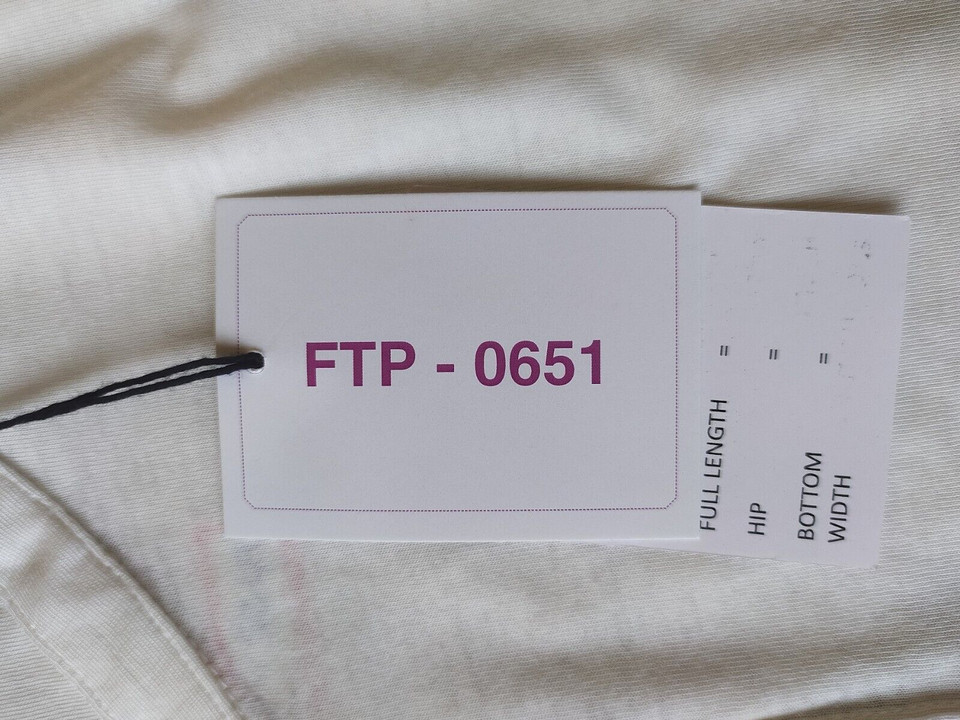 FTP - 0651
FULL LENGTH =
HIP =
BOTTOM =
WIDTH